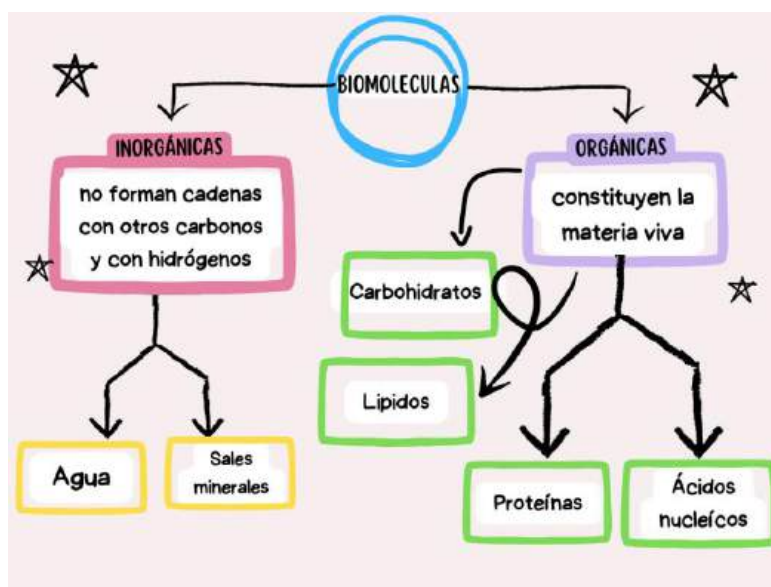 BIOMOLECULAS
INORGÁNICAS
no forman cadenas
con otros carbonos
y con hidrógenos
Agua
Sales
minerales
ORGÁNICAS
constituyen la
materia viva
Carbohidratos
Lipidos
Proteínas
Ácidos
nucleícos